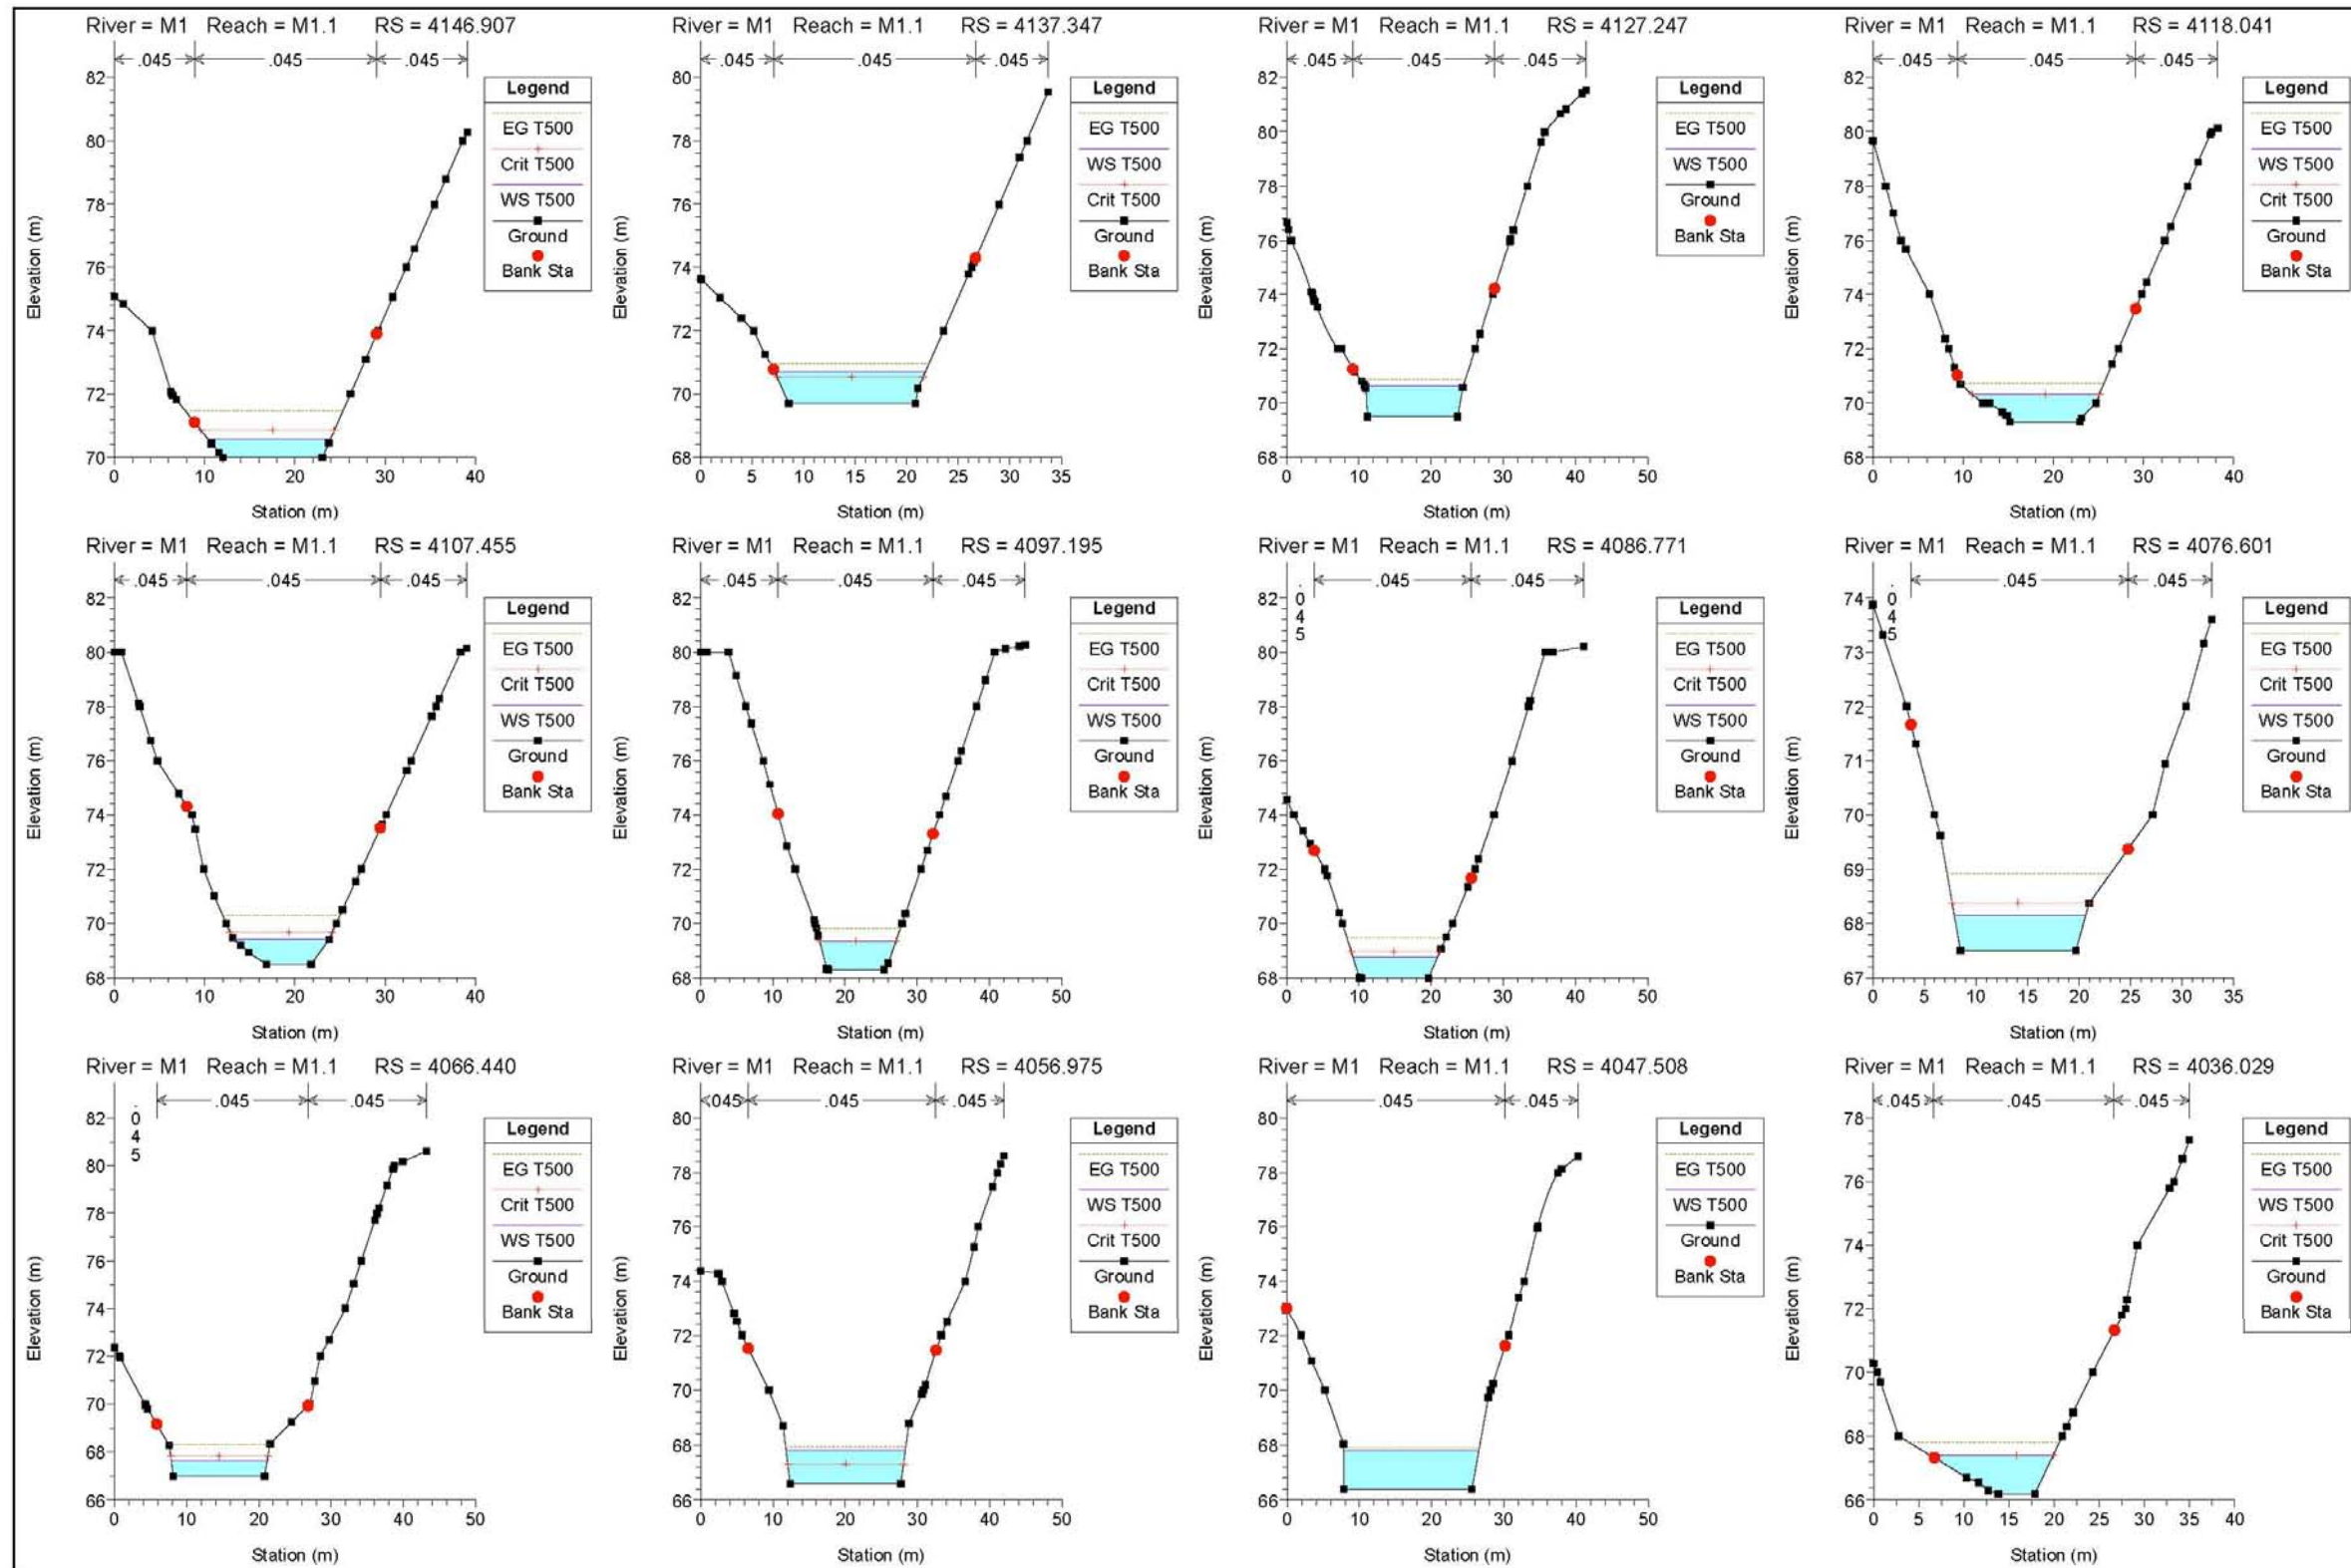 River = M1 Reach = M1.1 RS = 4146.907
.045 .045 .045
Elevation (m)
82
80
78
76
74
72
70
0 10 20 30 40
Station (m)
Legend
EG T500
Crit T500
WS T500
Ground
Bank Sta
River = M1 Reach = M1.1 RS = 4137.347
.045 .045 .045
Elevation (m)
80
78
76
74
72
70
68
0 5 10 15 20 25 30 35
Station (m)
Legend
EG T500
WS T500
Crit T500
Ground
Bank Sta
River = M1 Reach = M1.1 RS = 4127.247
.045 .045 .045
Elevation (m)
82
80
78
76
74
72
70
68
0 10 20 30 40 50
Station (m)
Legend
EG T500
WS T500
Ground
Bank Sta
River = M1 Reach = M1.1 RS = 4118.041
.045 .045 .045
Elevation (m)
82
80
78
76
74
72
70
68
0 10 20 30 40
Station (m)
Legend
EG T500
WS T500
Crit T500
Ground
Bank Sta
River = M1 Reach = M1.1 RS = 4107.455
.045 .045 .045
Elevation (m)
82
80
78
76
74
72
70
68
0 10 20 30 40
Station (m)
Legend
EG T500
Crit T500
WS T500
Ground
Bank Sta
River = M1 Reach = M1.1 RS = 4097.195
.045 .045 .045
Elevation (m)
82
80
78
76
74
72
70
68
0 10 20 30 40 50
Station (m)
Legend
EG T500
Crit T500
WS T500
Ground
Bank Sta
River = M1 Reach = M1.1 RS = 4086.771
.045 .045 .045
Elevation (m)
82
80
78
76
74
72
70
68
0 10 20 30 40 50
Station (m)
Legend
EG T500
Crit T500
WS T500
Ground
Bank Sta
River = M1 Reach = M1.1 RS = 4076.601
.045 .045 .045
Elevation (m)
74
73
72
71
70
69
68
67
0 5 10 15 20 25 30 35
Station (m)
Legend
EG T500
Crit T500
WS T500
Ground
Bank Sta
River = M1 Reach = M1.1 RS = 4066.440
.045 .045 .045
Elevation (m)
82
80
78
76
74
72
70
68
66
0 10 20 30 40 50
Station (m)
Legend
EG T500
Crit T500
WS T500
Ground
Bank Sta
River = M1 Reach = M1.1 RS = 4056.975
.045 .045 .045
Elevation (m)
80
78
76
74
72
70
68
66
0 10 20 30 40 50
Station (m)
Legend
EG T500
WS T500
Crit T500
Ground
Bank Sta
River = M1 Reach = M1.1 RS = 4047.508
.045 .045
Elevation (m)
80
78
76
74
72
70
68
66
0 10 20 30 40 50
Station (m)
Legend
EG T500
WS T500
Ground
Bank Sta
River = M1 Reach = M1.1 RS = 4036.029
.045 .045 .045
Elevation (m)
78
76
74
72
70
68
66
0 5 10 15 20 25 30 35 40
Station (m)
Legend
EG T500
WS T500
Crit T500
Ground
Bank Sta